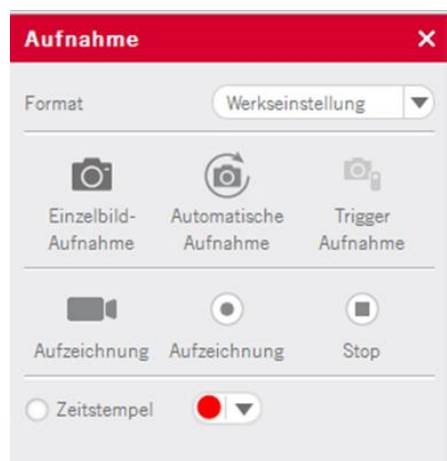 Aufnahme
Format
Werkseinstellung
Einzelbild-
Aufnahme
Automatische
Aufnahme
Trigger
Aufnahme
Aufzeichnung
Aufzeichnung
Stop
Zeitstempel